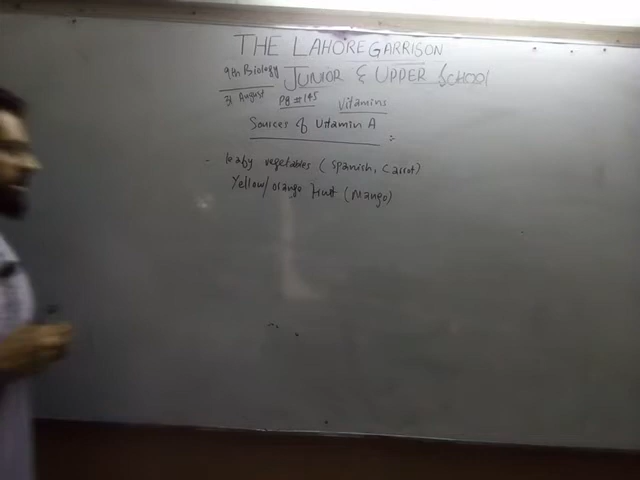 THE LAHORE GARRISON
9th Biology JUNIOR & UPPER SCHOOL
31 August Pg # 145 Vitamins
Sources of Vitamin A :-
- leafy vegetables (Spanish, Carrot)
Yellow/orange Fruit (Mango)